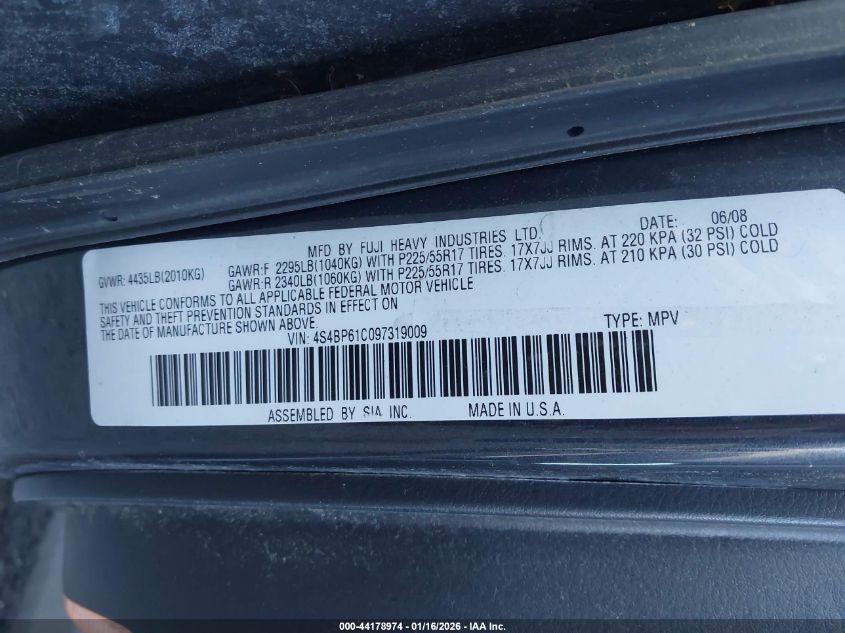 MFD BY FUJI HEAVY INDUSTRIES LTD. DATE: 06/08
GVWR: 4435LB(2010KG) GAWR:F 2295LB(1040KG) WITH P225/55R17 TIRES. 17X7JJ RIMS. AT 220 KPA (32 PSI) COLD
GAWR:R 2340LB(1060KG) WITH P225/55R17 TIRES. 17X7JJ RIMS. AT 210 KPA (30 PSI) COLD
THIS VEHICLE CONFORMS TO ALL APPLICABLE FEDERAL MOTOR VEHICLE
SAFETY AND THEFT PREVENTION STANDARDS IN EFFECT ON
THE DATE OF MANUFACTURE SHOWN ABOVE.
VIN: 4S4BP61C097319009 TYPE: MPV
ASSEMBLED BY SIA INC. MADE IN U.S.A.
000-44178974 - 01/16/2026 - IAA Inc.